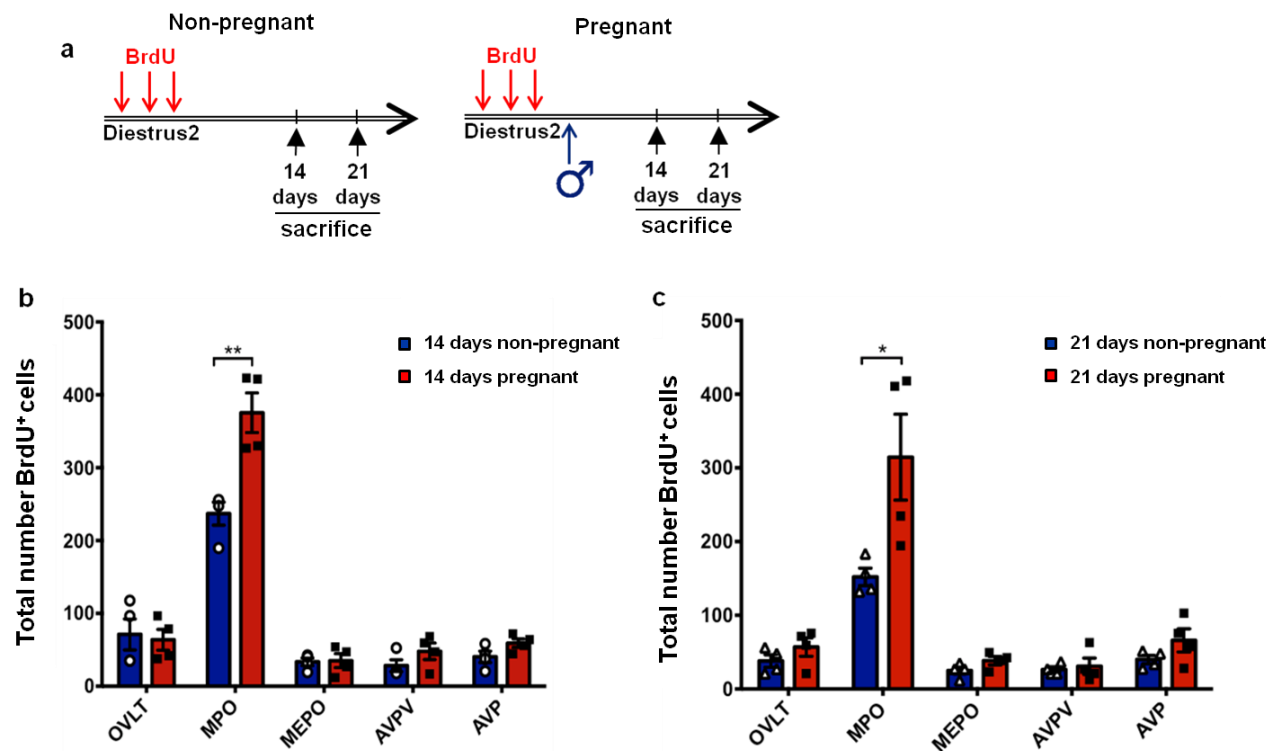 Non-pregnant
Pregnant
a
BrdU
BrdU
Diestrus2
Diestrus2
14
days
21
days
sacrifice
14
days
21
days
sacrifice
b
500
400
300
200
100
0
Total number BrdU⁺ cells
**
14 days non-pregnant
14 days pregnant
OVLT
MPO
MEPO
AVPV
AVP
c
500
400
300
200
100
0
Total number BrdU⁺ cells
*
21 days non-pregnant
21 days pregnant
OVLT
MPO
MEPO
AVPV
AVP